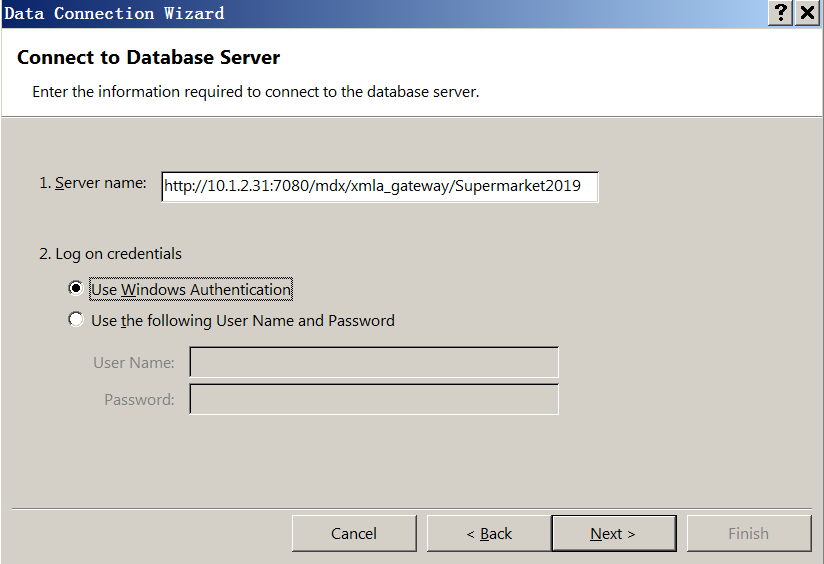 Data Connection Wizard
Connect to Database Server
Enter the information required to connect to the database server.
1. Server name: http://10.1.2.31:7080/mdx/xmla_gateway/Supermarket2019
2. Log on credentials
Use Windows Authentication
Use the following User Name and Password
User Name:
Password:
Cancel < Back Next > Finish